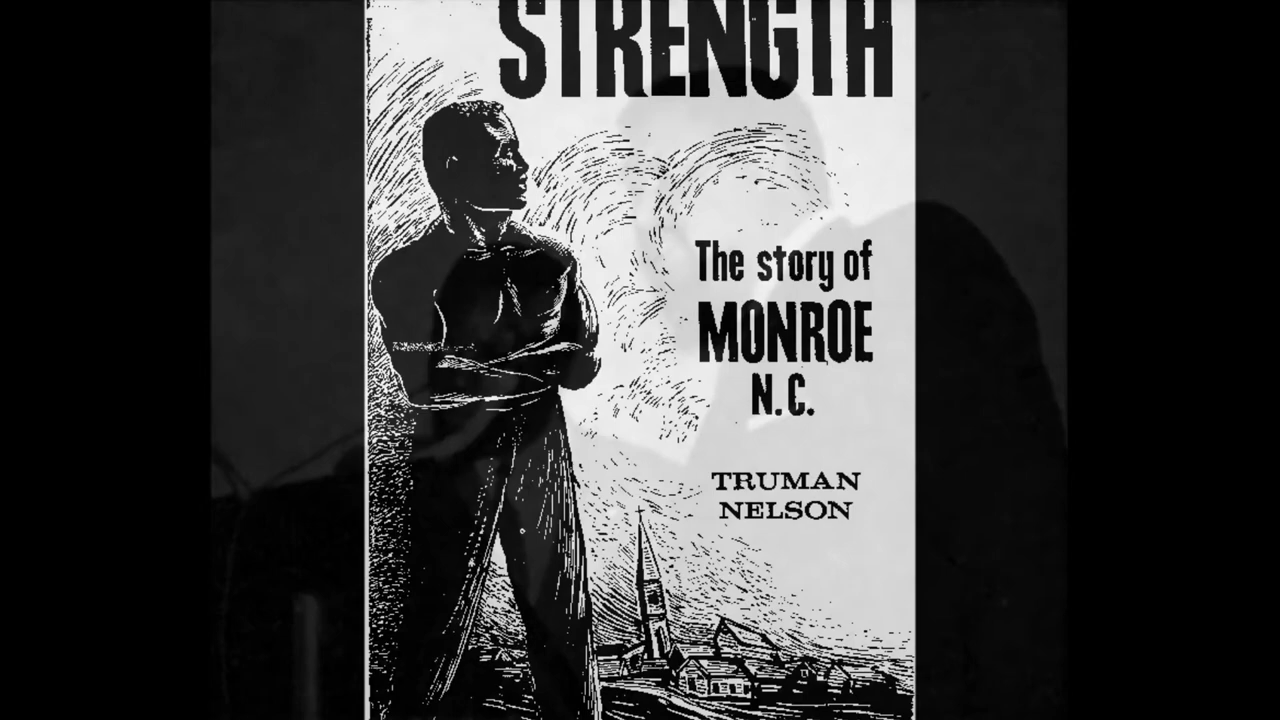 STRENGTH
The story of
MONROE
N.C.
TRUMAN
NELSON